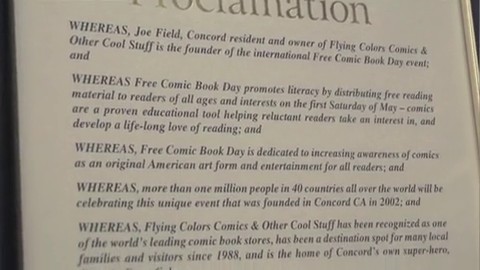 Proclamation
WHEREAS, Joe Field, Concord resident and owner of Flying Colors Comics &
Other Cool Stuff is the founder of the international Free Comic Book Day event;
and
WHEREAS Free Comic Book Day promotes literacy by distributing free reading
material to readers of all ages and interests on the first Saturday of May – comics
are a proven educational tool helping reluctant readers take an interest in, and
develop a life-long love of reading; and
WHEREAS, Free Comic Book Day is dedicated to increasing awareness of comics
as an original American art form and entertainment for all readers; and
WHEREAS, more than one million people in 40 countries all over the world will be
celebrating this unique event that was founded in Concord CA in 2002; and
WHEREAS, Flying Colors Comics & Other Cool Stuff has been recognized as one
of the world's leading comic book stores, has been a destination spot for many local
families and visitors since 1988, and is the home of Concord's own super-hero,